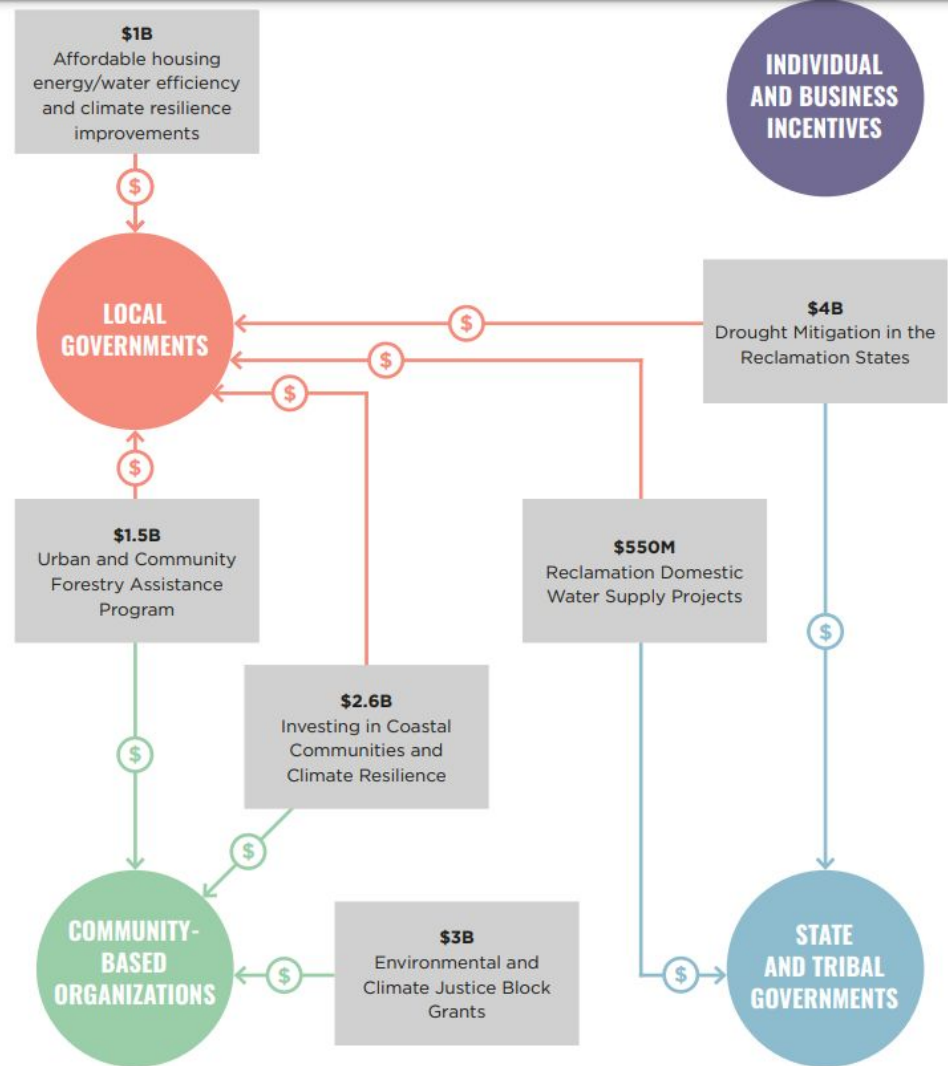 $1B
Affordable housing
energy/water efficiency
and climate resilience
improvements
INDIVIDUAL
AND BUSINESS
INCENTIVES
$
LOCAL
GOVERNMENTS
$
$4B
Drought Mitigation in the
Reclamation States
$
$
$
$1.5B
Urban and Community
Forestry Assistance
Program
$550M
Reclamation Domestic
Water Supply Projects
$
$2.6B
Investing in Coastal
Communities and
Climate Resilience
$
$
COMMUNITY-
BASED
ORGANIZATIONS
$
$3B
Environmental and
Climate Justice Block
Grants
$
STATE
AND TRIBAL
GOVERNMENTS